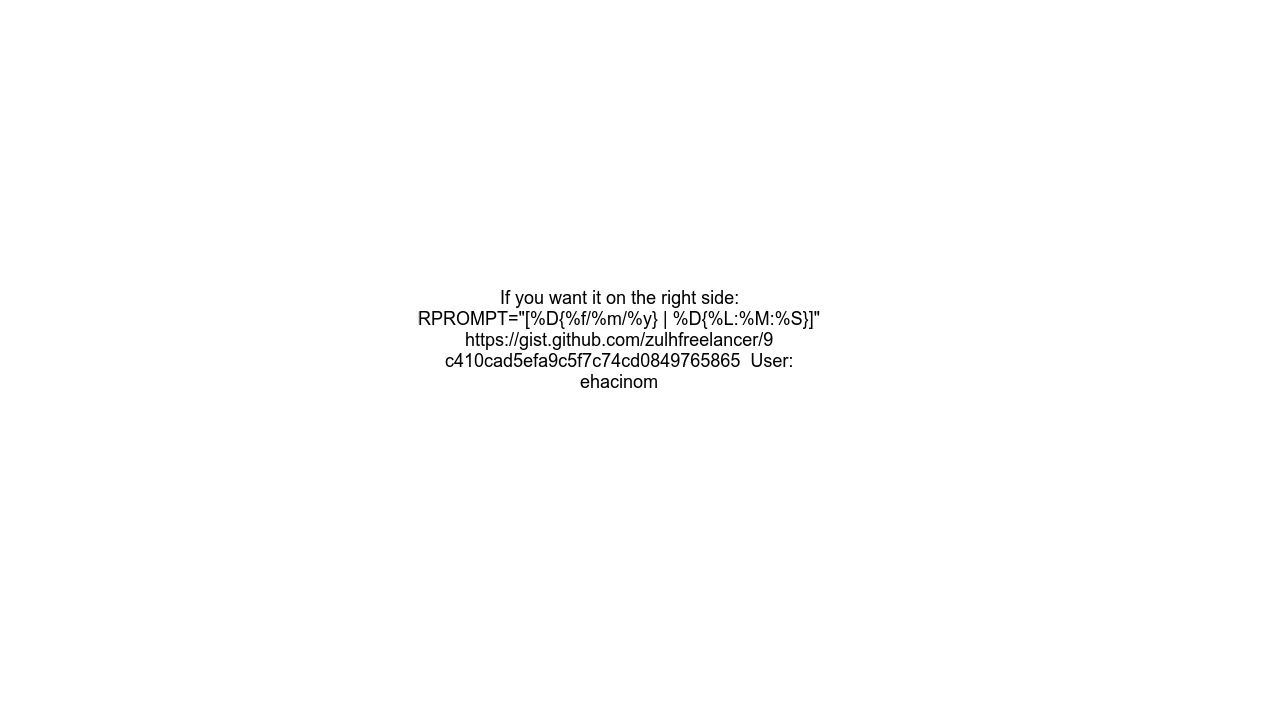 If you want it on the right side:
RPROMPT="[%D{%f/%m/%y} | %D{%L:%M:%S}]"
https://gist.github.com/zulhfreelancer/9
c410cad5efa9c5f7c74cd0849765865  User:
ehacinom